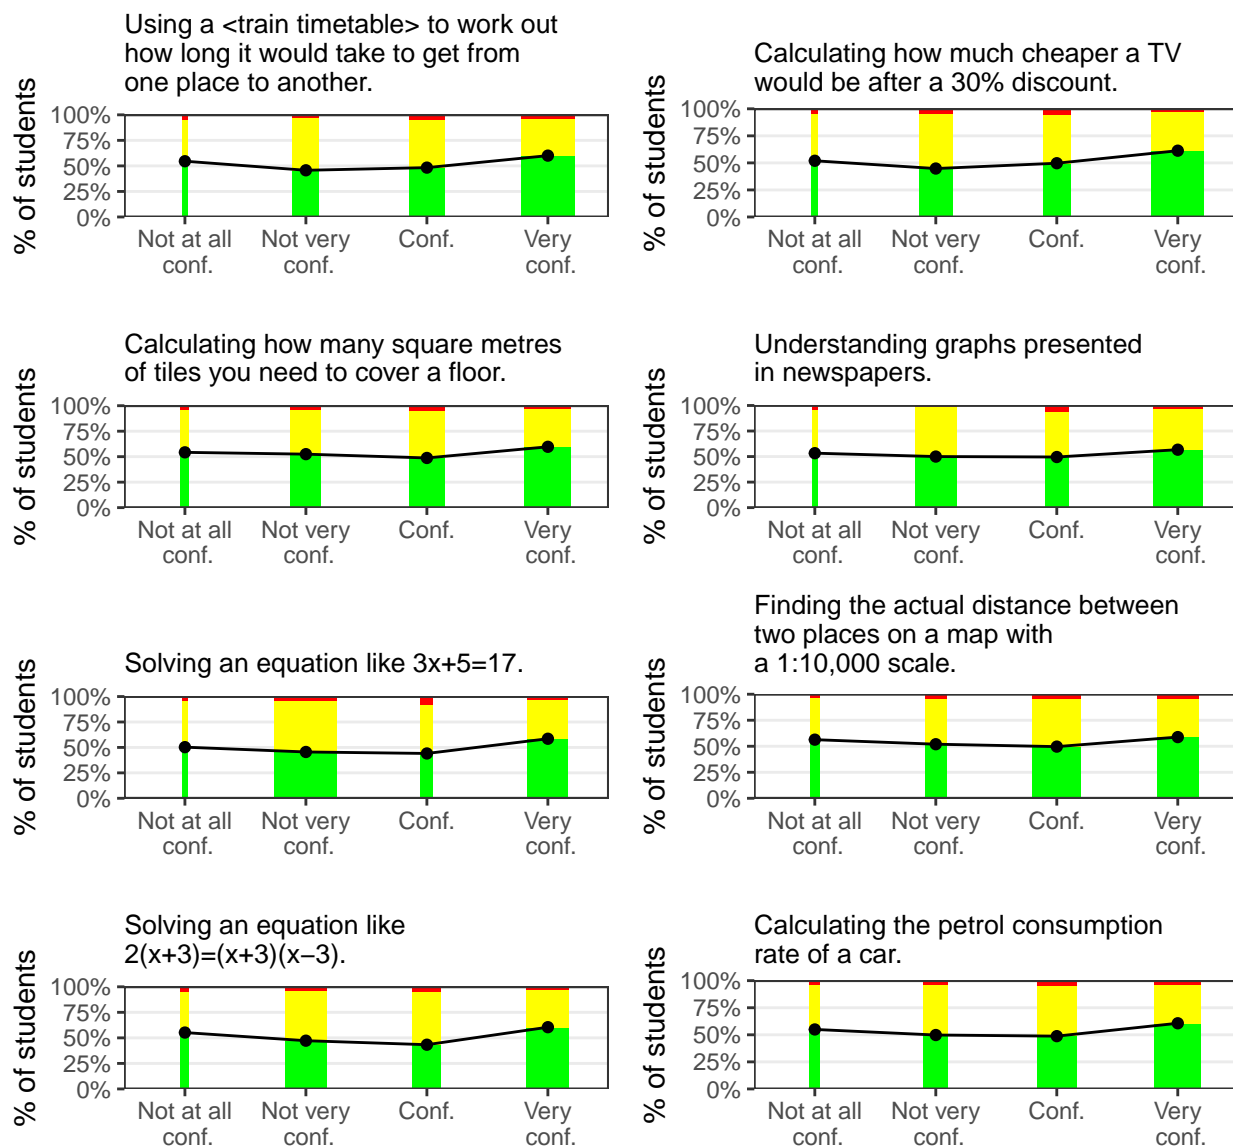 Using a <train timetable> to work out
how long it would take to get from
one place to another.
% of students
100%
75%
50%
25%
0%
Not at all
conf.
Not very
conf.
Conf.
Very
conf.
Calculating how much cheaper a TV
would be after a 30% discount.
% of students
100%
75%
50%
25%
0%
Not at all
conf.
Not very
conf.
Conf.
Very
conf.
Calculating how many square metres
of tiles you need to cover a floor.
% of students
100%
75%
50%
25%
0%
Not at all
conf.
Not very
conf.
Conf.
Very
conf.
Understanding graphs presented
in newspapers.
% of students
100%
75%
50%
25%
0%
Not at all
conf.
Not very
conf.
Conf.
Very
conf.
Solving an equation like 3x+5=17.
% of students
100%
75%
50%
25%
0%
Not at all
conf.
Not very
conf.
Conf.
Very
conf.
Finding the actual distance between
two places on a map with
a 1:10,000 scale.
% of students
100%
75%
50%
25%
0%
Not at all
conf.
Not very
conf.
Conf.
Very
conf.
Solving an equation like
2(x+3)=(x+3)(x−3).
% of students
100%
75%
50%
25%
0%
Not at all
conf.
Not very
conf.
Conf.
Very
conf.
Calculating the petrol consumption
rate of a car.
% of students
100%
75%
50%
25%
0%
Not at all
conf.
Not very
conf.
Conf.
Very
conf.